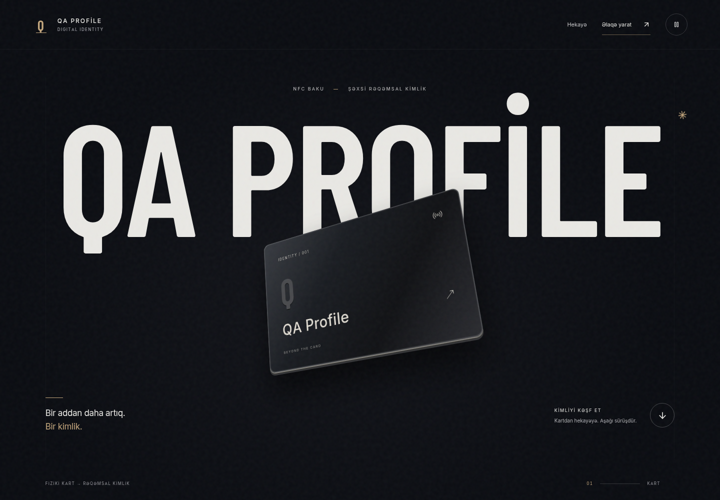 QA PROFİLE
DIGITAL IDENTITY
Hekayə
Əlaqə yarat
NFC BAKU — ŞƏXSİ RƏQƏMSAL KİMLİK
QA PROFİLE
IDENTITY / 001
Q
QA Profile
BEYOND THE CARD
Bir addan daha artıq.
Bir kimlik.
KİMLİYİ KƏŞF ET
Kartdan hekayəyə. Aşağı sürüşdür.
FİZİKİ KART → RƏQƏMSAL KİMLİK
01
KART